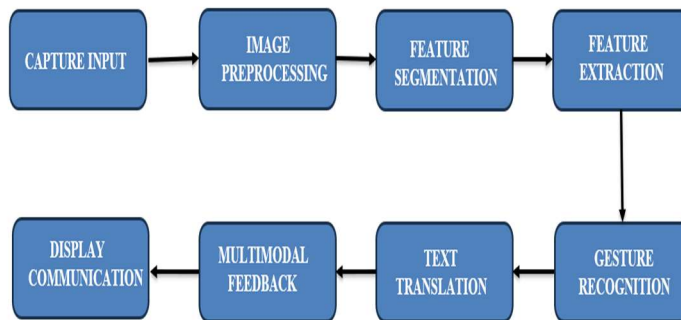 CAPTURE INPUT
IMAGE
PREPROCESSING
FEATURE
SEGMENTATION
FEATURE
EXTRACTION
GESTURE
RECOGNITION
TEXT
TRANSLATION
MULTIMODAL
FEEDBACK
DISPLAY
COMMUNICATION